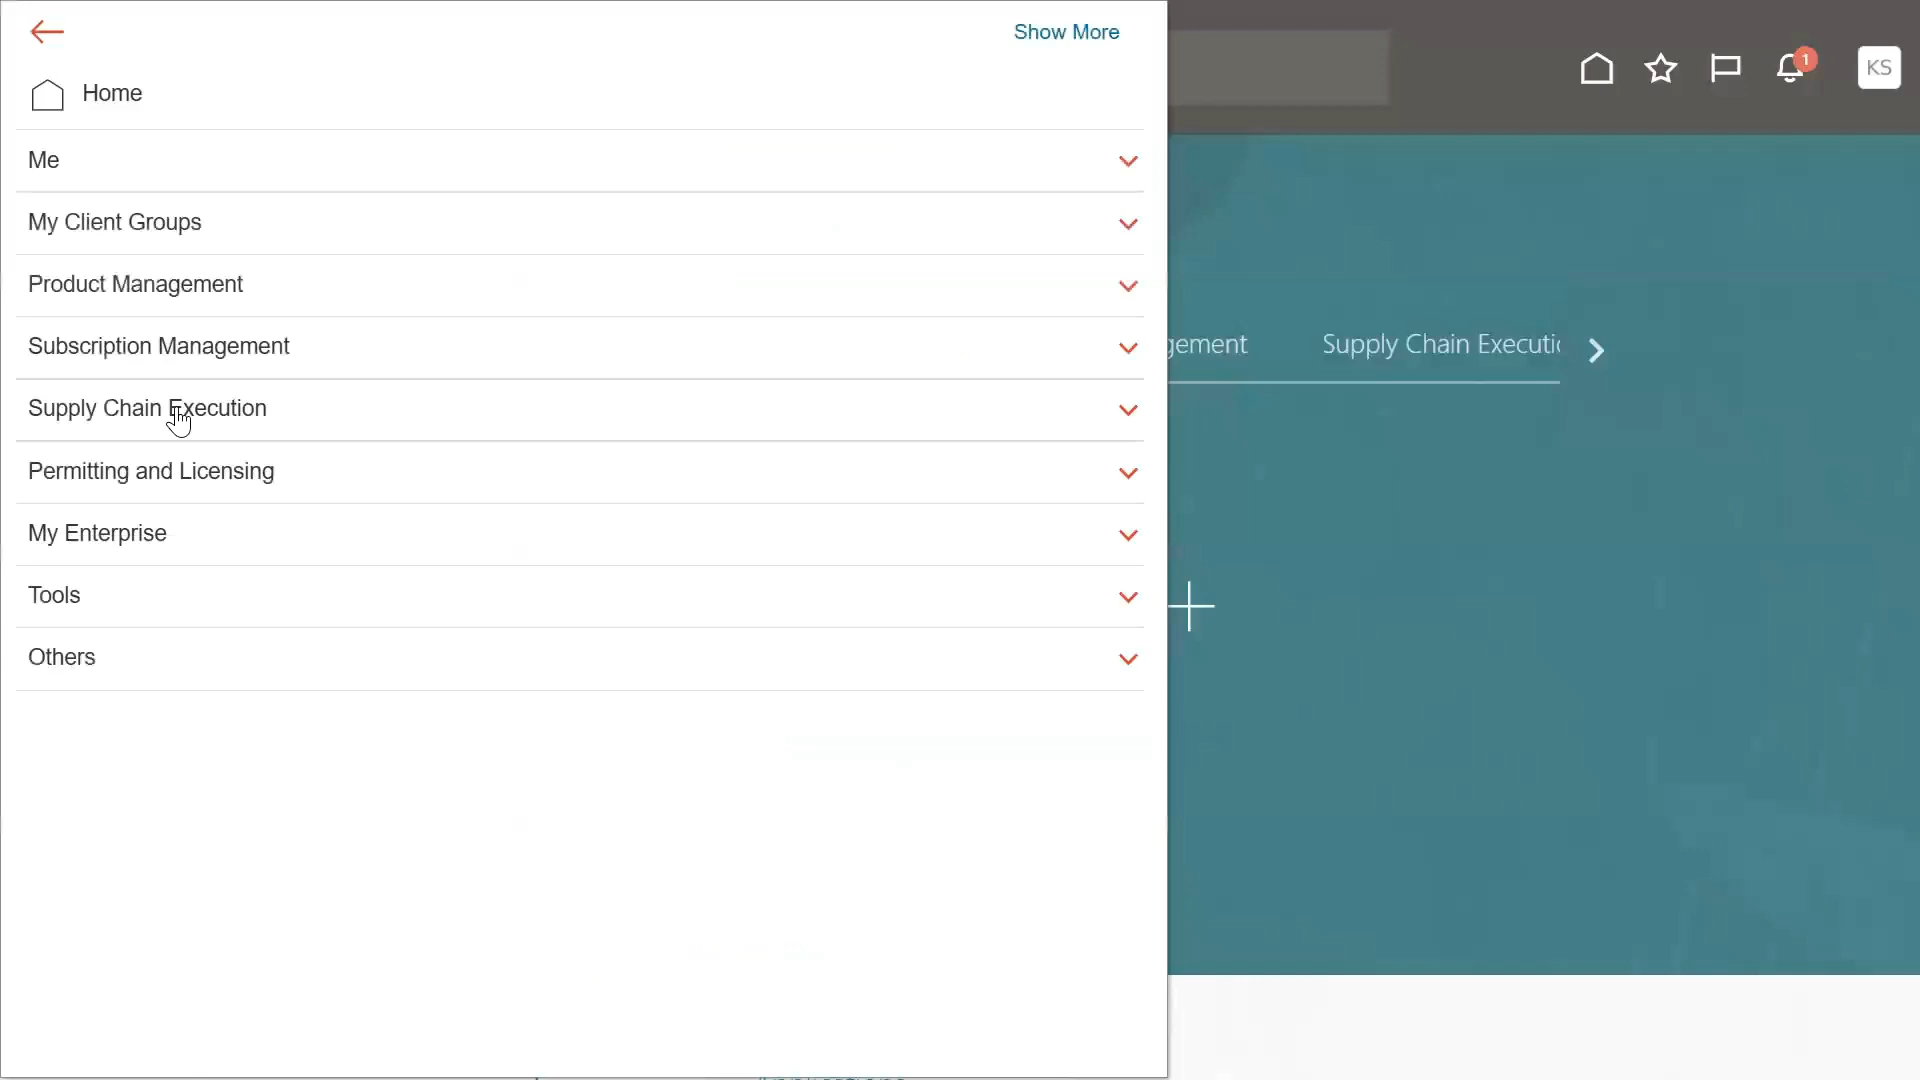 Show More
1
KS
Home
Me
My Client Groups
Product Management
Subscription Management
gement
Supply Chain Executi
Supply Chain Execution
Permitting and Licensing
My Enterprise
Tools
Others